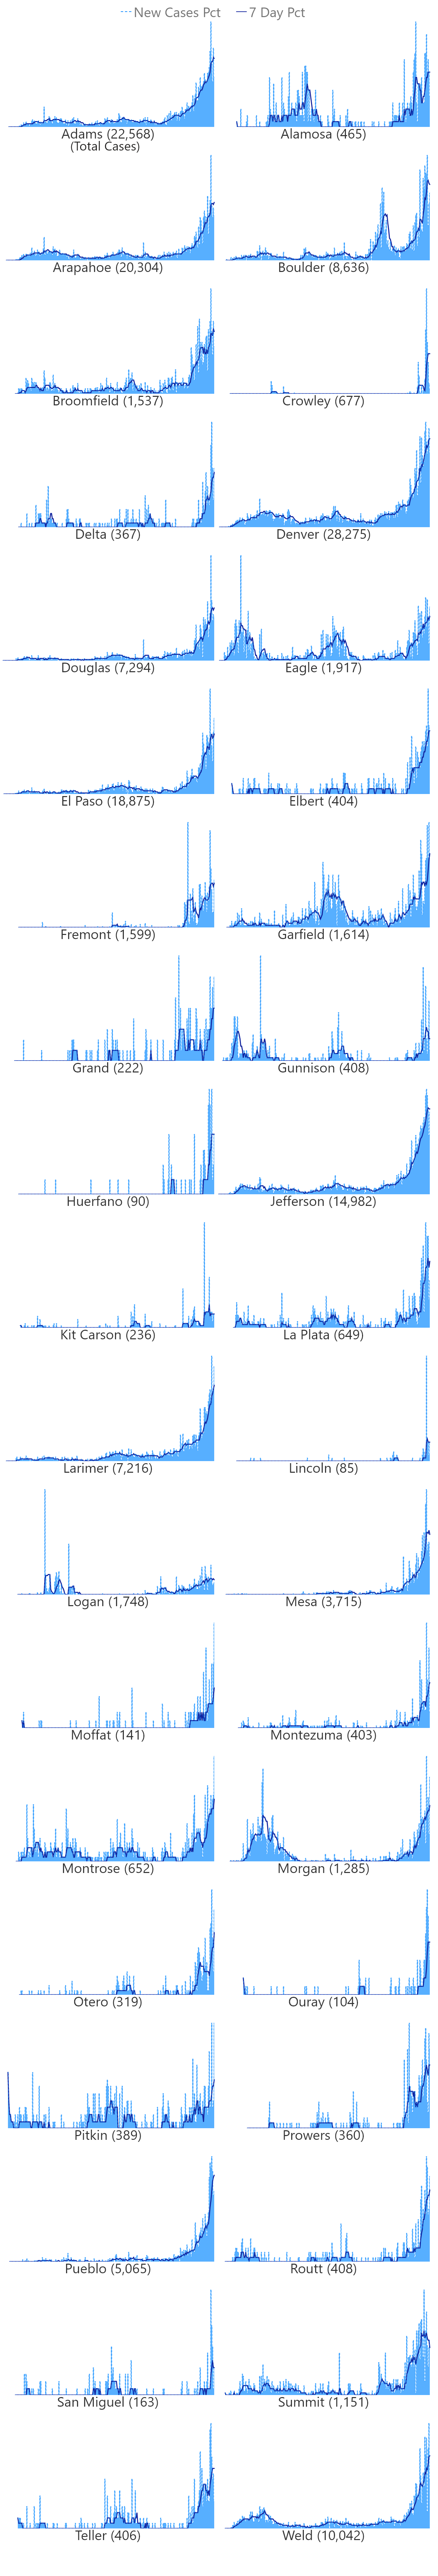 New Cases Pct 7 Day Pct
Adams (22,568) Alamosa (465)
(Total Cases)
Arapahoe (20,304) Boulder (8,636)
Broomfield (1,537) Crowley (677)
Delta (367) Denver (28,275)
Douglas (7,294) Eagle (1,917)
El Paso (18,875) Elbert (404)
Fremont (1,599) Garfield (1,614)
Grand (222) Gunnison (408)
Huerfano (90) Jefferson (14,982)
Kit Carson (236) La Plata (649)
Larimer (7,216) Lincoln (85)
Logan (1,748) Mesa (3,715)
Moffat (141) Montezuma (403)
Montrose (652) Morgan (1,285)
Otero (319) Ouray (104)
Pitkin (389) Prowers (360)
Pueblo (5,065) Routt (408)
San Miguel (163) Summit (1,151)
Teller (406) Weld (10,042)